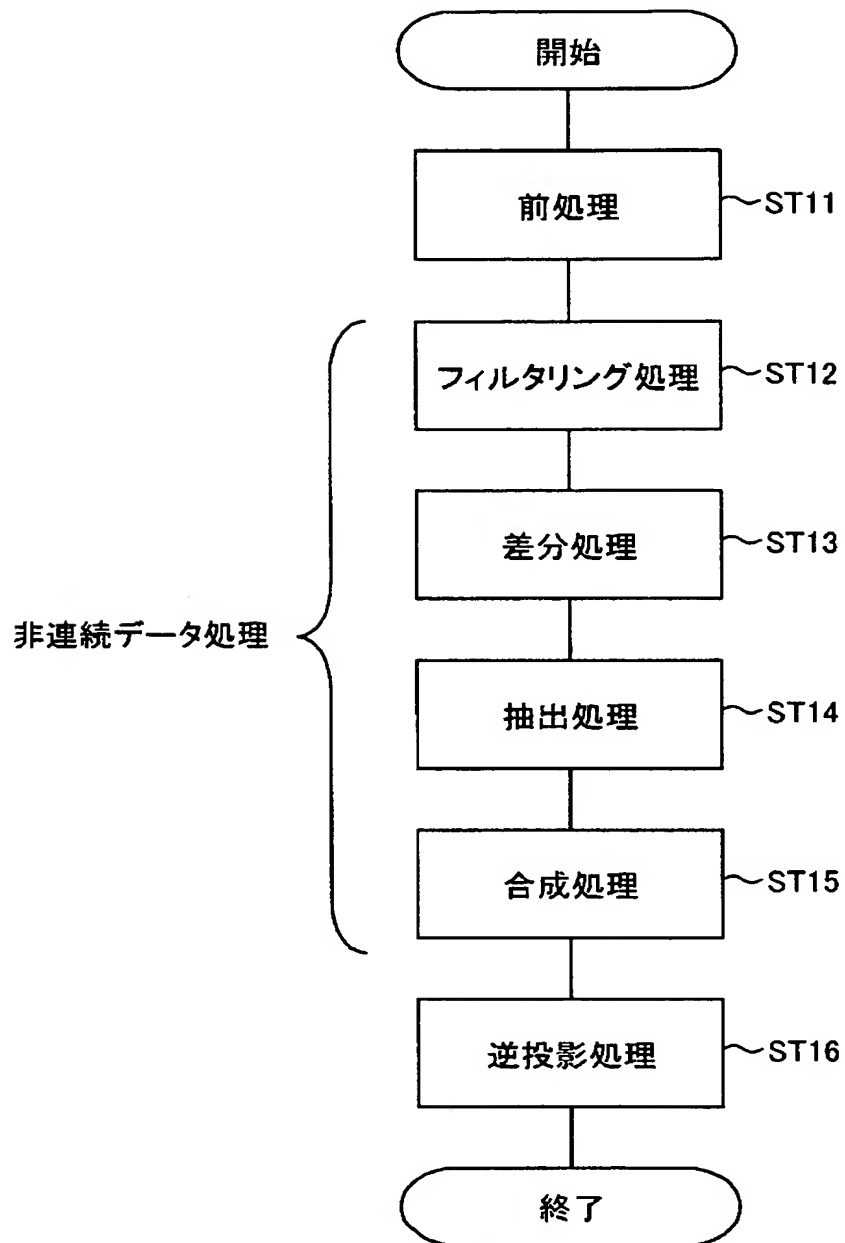 開始
前処理
ST11
フィルタリング処理
ST12
差分処理
ST13
非連続データ処理
抽出処理
ST14
合成処理
ST15
逆投影処理
ST16
終了